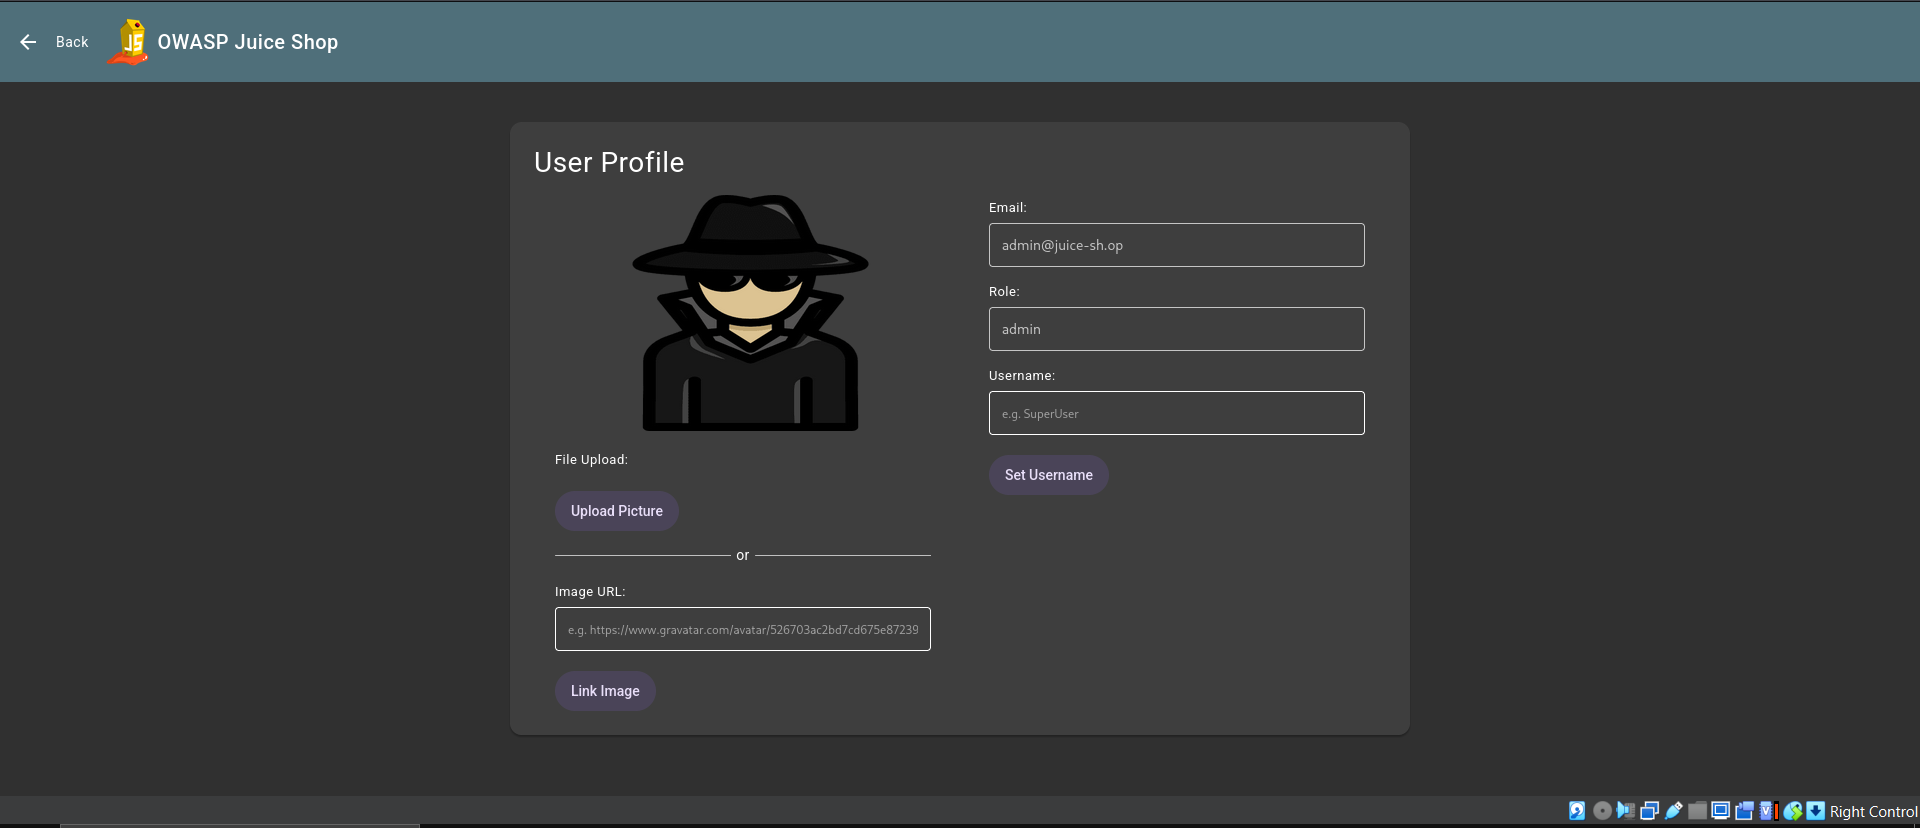 Back
OWASP Juice Shop
User Profile
File Upload:
Upload Picture
or
Image URL:
e.g. https://www.gravatar.com/avatar/526703ac2bd7cd675e87239
Link Image
Email:
admin@juice-sh.op
Role:
admin
Username:
e.g. SuperUser
Set Username
Right Control